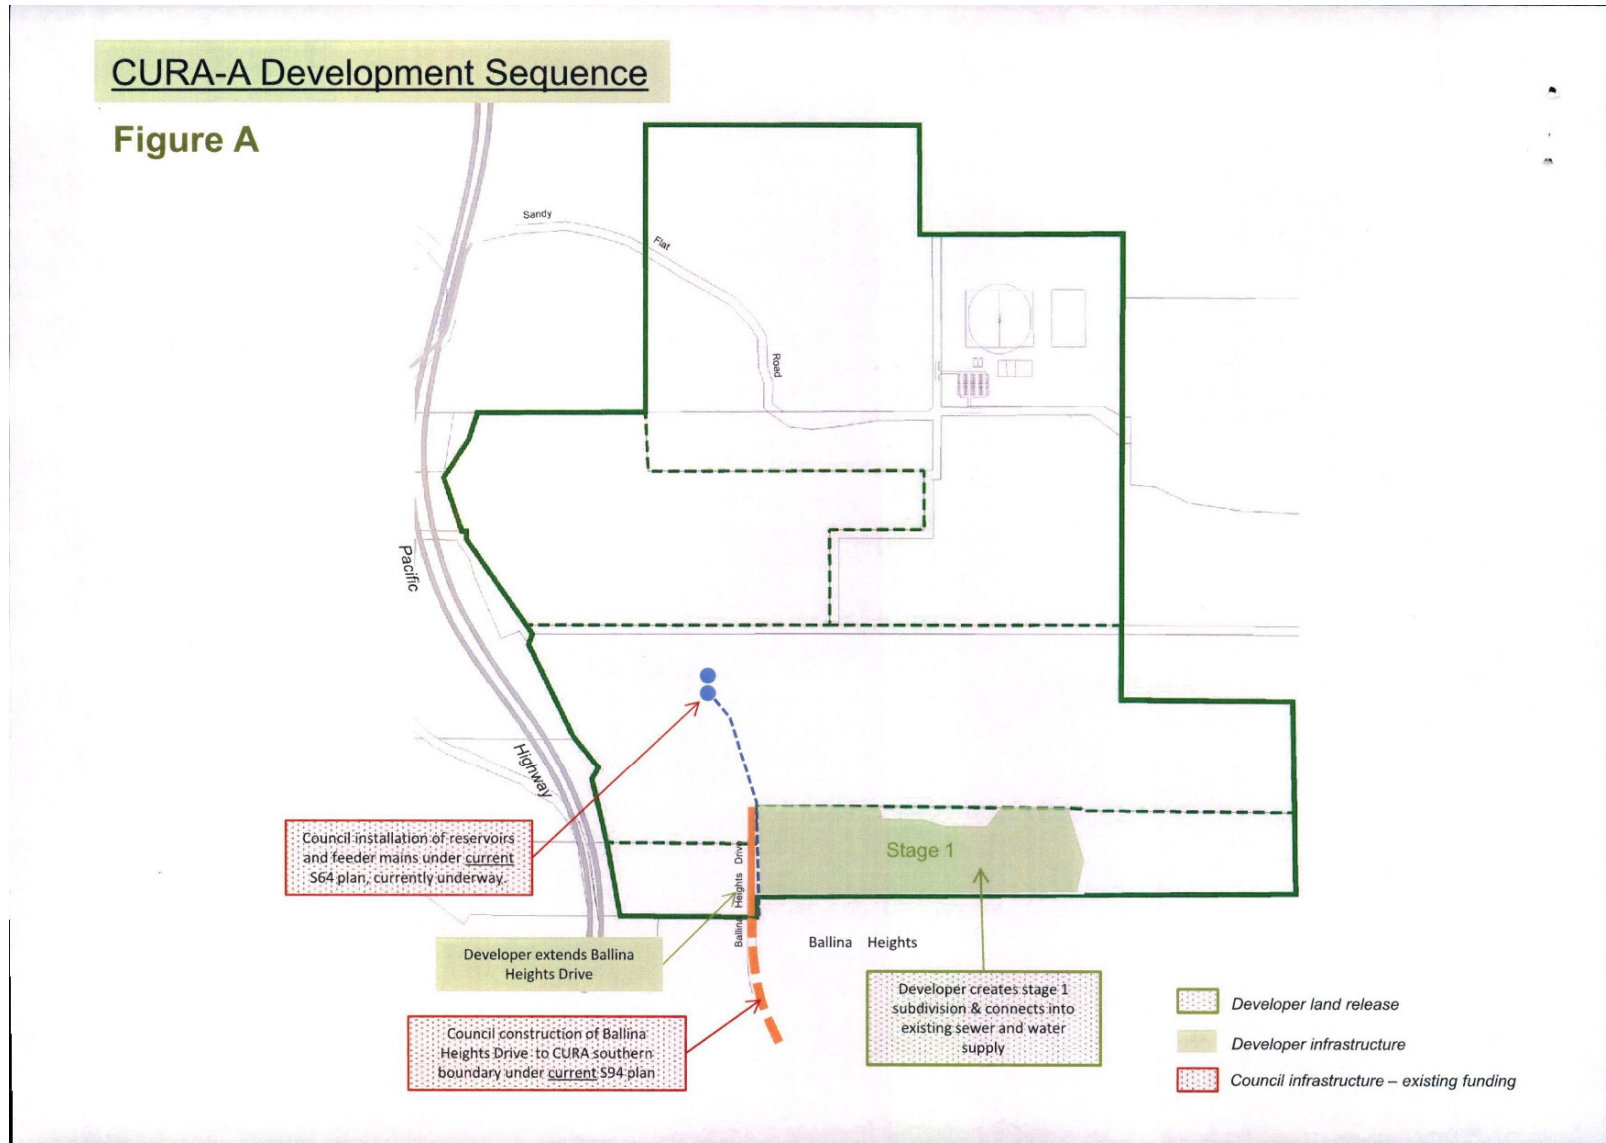 CURA-A Development Sequence
Figure A
Sandy
Flat
Road
Pacific
Highway
Council installation of reservoirs
and feeder mains under current
S64 plan, currently underway.
Stage 1
Ballina Heights Drive
Ballina Heights
Developer extends Ballina
Heights Drive
Developer creates stage 1
subdivision & connects into
existing sewer and water
supply
Council construction of Ballina
Heights Drive to CURA southern
boundary under current S94 plan
Developer land release
Developer infrastructure
Council infrastructure – existing funding